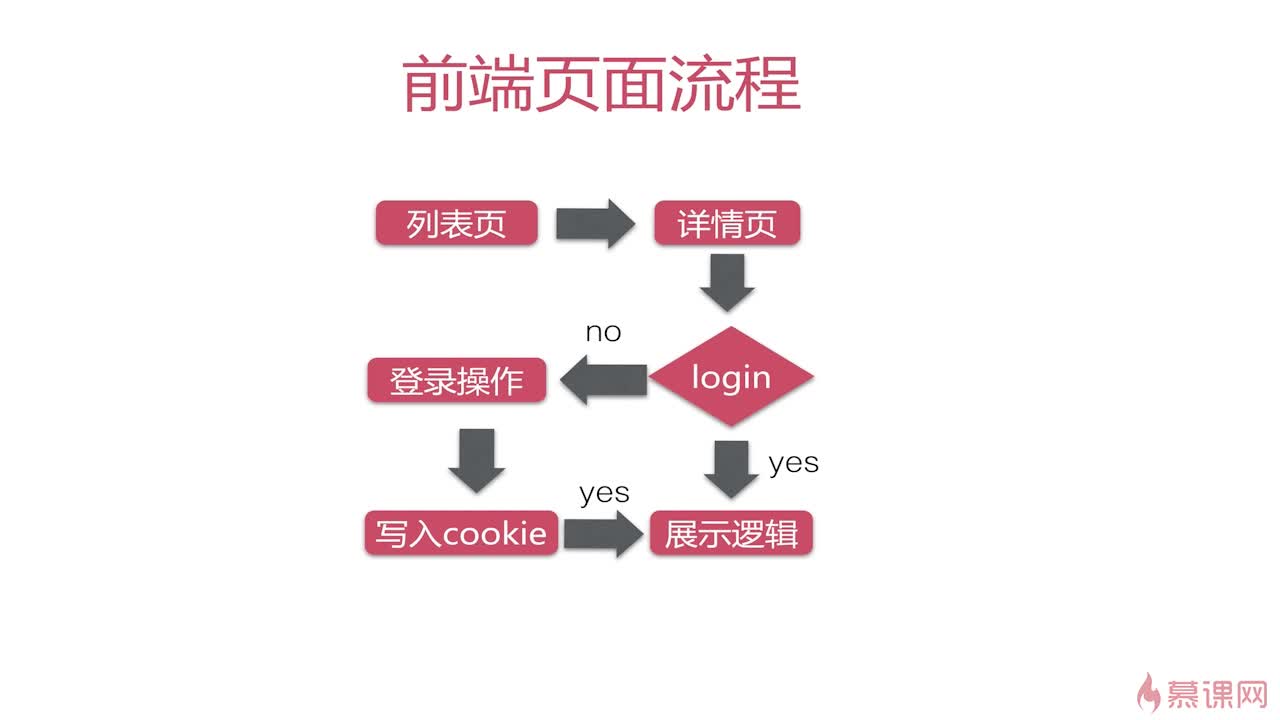 前端页面流程
列表页
详情页
no
登录操作
login
yes
yes
写入cookie
展示逻辑
慕课网